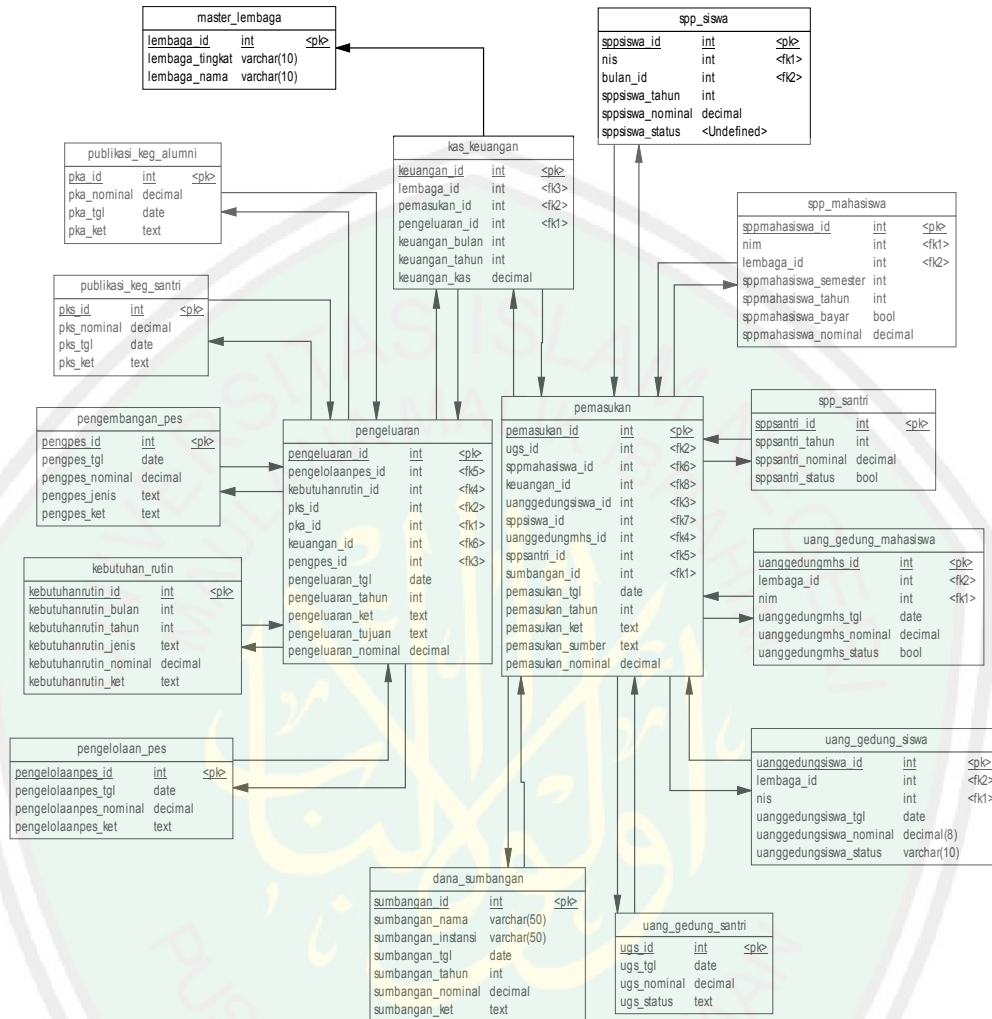 master_lembaga
lembaga_id int <pk>
lembaga_tingkat varchar(10)
lembaga_nama varchar(10)
spp_siswa
sppsiswa_id int <pk>
nis int <fk1>
bulan_id int <fk2>
sppsiswa_tahun int
sppsiswa_nominal decimal
sppsiswa_status <Undefined>
kas_keuangan
keuangan_id int <pk>
lembaga_id int <fk3>
pemasukan_id int <fk2>
pengeluaran_id int <fk1>
keuangan_bulan int
keuangan_tahun int
keuangan_kas decimal
publikasi_keg_alumni
pka_id int <pk>
pka_nominal decimal
pka_tgl date
pka_ket text
spp_mahasiswa
sppmahasiswa_id int <pk>
nim int <fk1>
lembaga_id int <fk2>
sppmahasiswa_semester int
sppmahasiswa_tahun int
sppmahasiswa_bayar bool
sppmahasiswa_nominal decimal
publikasi_keg_santri
pks_id int <pk>
pks_nominal decimal
pks_tgl date
pks_ket text
pengembangan_pes
pengpes_id int <pk>
pengpes_tgl date
pengpes_nominal decimal
pengpes_jenis text
pengpes_ket text
pengeluaran
pengeluaran_id int <pk>
pengelolaanpes_id int <fk5>
kebutuhanrutin_id int <fk4>
pks_id int <fk2>
pka_id int <fk1>
keuangan_id int <fk6>
pengpes_id int <fk3>
pengeluaran_tgl date
pengeluaran_tahun int
pengeluaran_ket text
pengeluaran_tujuan text
pengeluaran_nominal decimal
pemasukan
pemasukan_id int <pk>
ugs_id int <fk2>
sppmahasiswa_id int <fk6>
keuangan_id int <fk8>
uanggedungsiswa_id int <fk3>
sppsiswa_id int <fk7>
uanggedungmhs_id int <fk4>
sppsantri_id int <fk5>
sumbangan_id int <fk1>
pemasukan_tgl date
pemasukan_tahun int
pemasukan_ket text
pemasukan_sumber text
pemasukan_nominal decimal
spp_santri
sppsantri_id int <pk>
sppsantri_tahun int
sppsantri_nominal decimal
sppsantri_status bool
uang_gedung_mahasiswa
uanggedungmhs_id int <pk>
lembaga_id int <fk2>
nim int <fk1>
uanggedungmhs_tgl date
uanggedungmhs_nominal decimal
uanggedungmhs_status bool
kebutuhan_rutin
kebutuhanrutin_id int <pk>
kebutuhanrutin_bulan int
kebutuhanrutin_tahun int
kebutuhanrutin_jenis text
kebutuhanrutin_nominal decimal
kebutuhanrutin_ket text
pengelolaan_pes
pengelolaanpes_id int <pk>
pengelolaanpes_tgl date
pengelolaanpes_nominal decimal
pengelolaanpes_ket text
uang_gedung_siswa
uanggedungsiswa_id int <pk>
lembaga_id int <fk2>
nis int <fk1>
uanggedungsiswa_tgl date
uanggedungsiswa_nominal decimal(8)
uanggedungsiswa_status varchar(10)
dana_sumbangan
sumbangan_id int <pk>
sumbangan_nama varchar(50)
sumbangan_instansi varchar(50)
sumbangan_tgl date
sumbangan_tahun int
sumbangan_nominal decimal
sumbangan_ket text
uang_gedung_santri
ugs_id int <pk>
ugs_tgl date
ugs_nominal decimal
ugs_status text